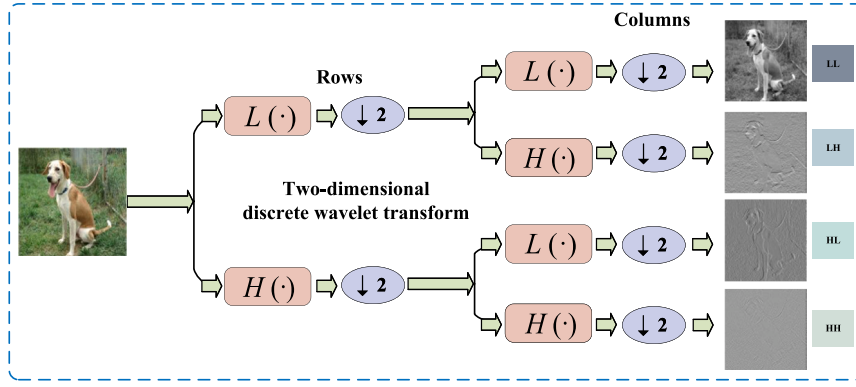 Columns
Rows
L(·)
↓2
L(·)
↓2
LL
H(·)
↓2
LH
Two-dimensional
discrete wavelet transform
H(·)
↓2
L(·)
↓2
HL
H(·)
↓2
HH